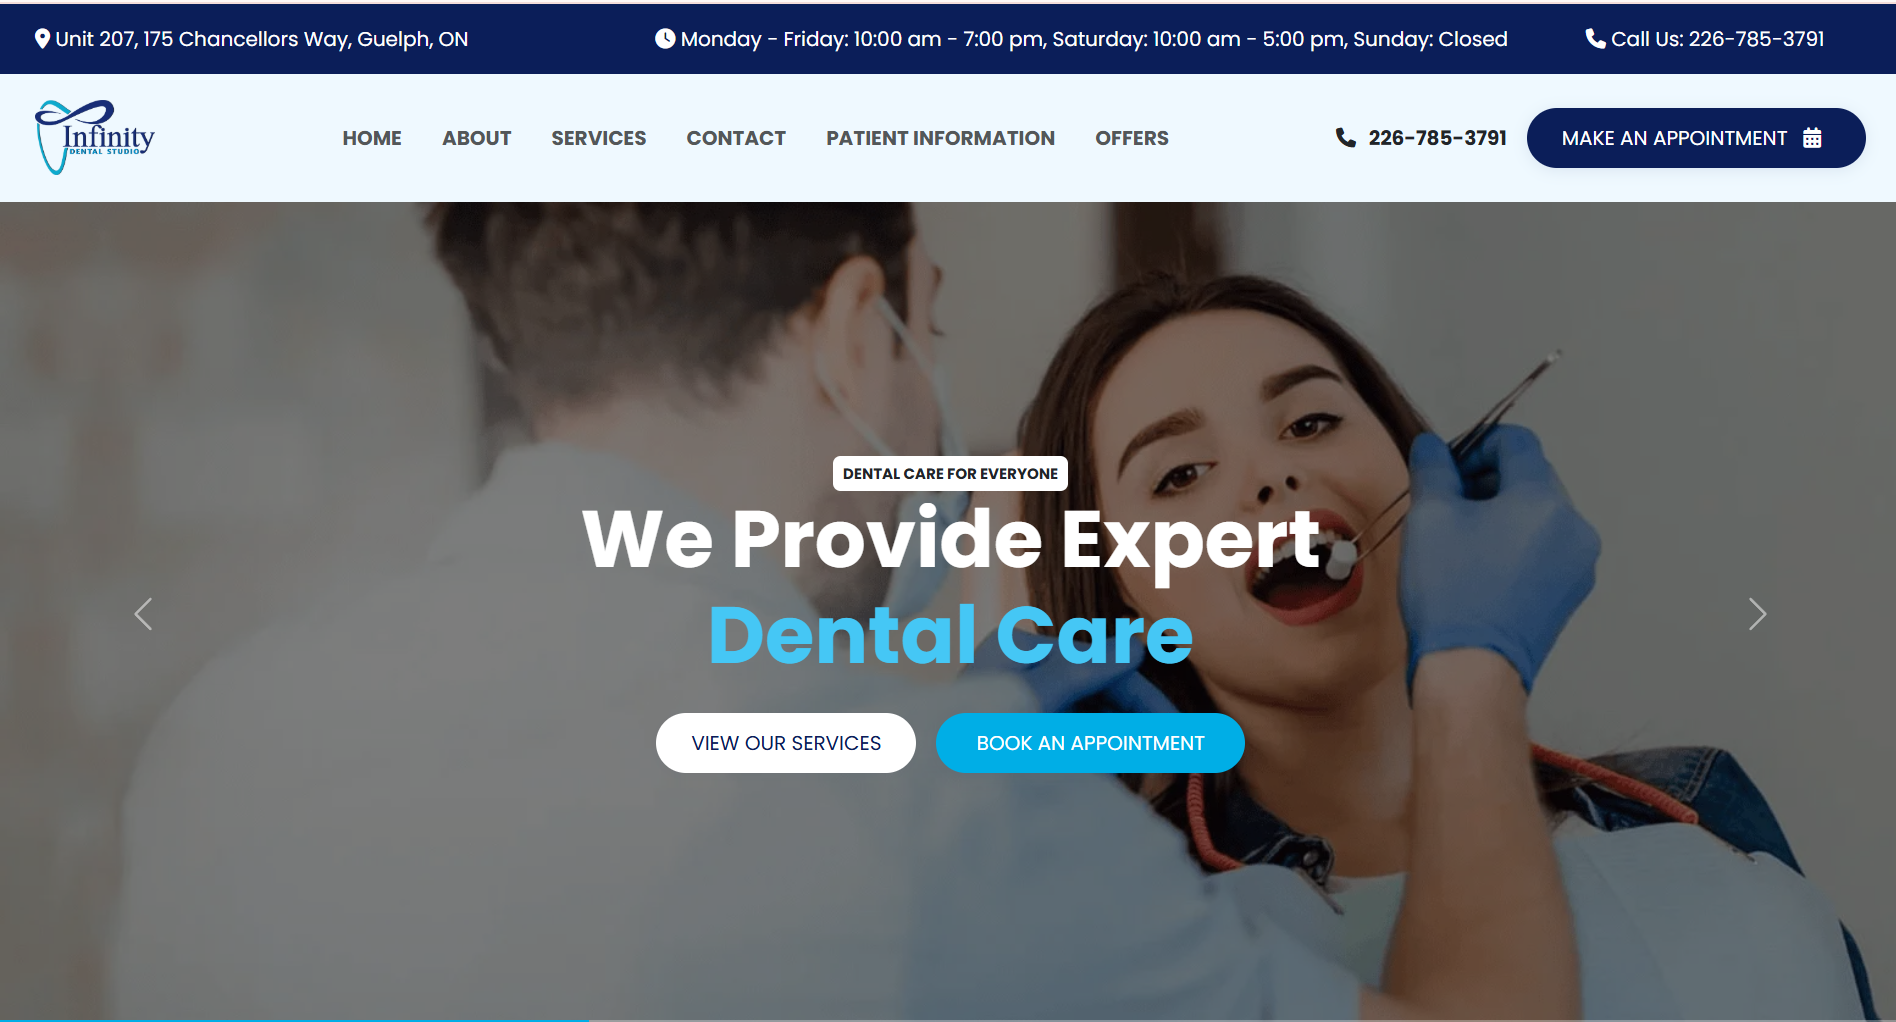 Unit 207, 175 Chancellors Way, Guelph, ON
Monday - Friday: 10:00 am - 7:00 pm, Saturday: 10:00 am - 5:00 pm, Sunday: Closed
Call Us: 226-785-3791
Infinity
DENTAL STUDIO
HOME
ABOUT
SERVICES
CONTACT
PATIENT INFORMATION
OFFERS
226-785-3791
MAKE AN APPOINTMENT
DENTAL CARE FOR EVERYONE
We Provide Expert
Dental Care
VIEW OUR SERVICES
BOOK AN APPOINTMENT